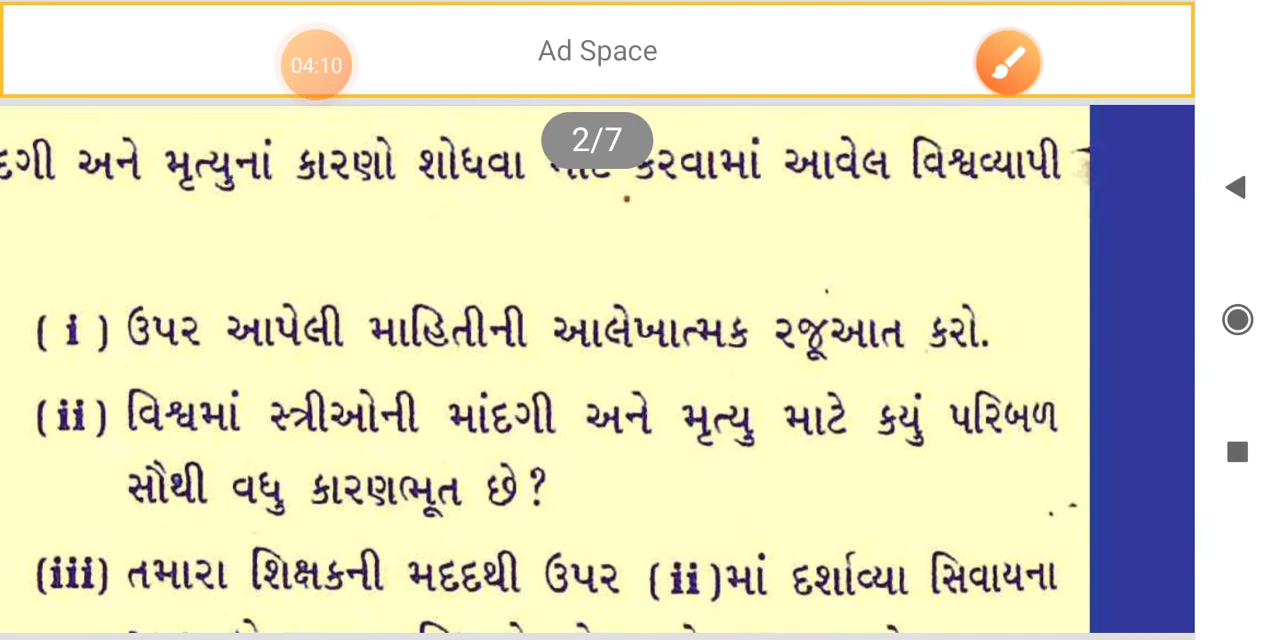 Ad Space
04:10
2/7
અને મૃત્યુનાં કારણો શોધવા કરવામાં આવેલ વિશ્વવ્યાપી
( i ) ઉપર આપેલી માહિતીની આલેખાત્મક રજૂઆત કરો.
(ii) વિશ્વમાં સ્ત્રીઓની માંદગી અને મૃત્યુ માટે કયું પરિબળ
સૌથી વધુ કારણભૂત છે?
(iii) તમારા શિક્ષકની મદદથી ઉપર (ii)માં દર્શાવ્યા સિવાયના